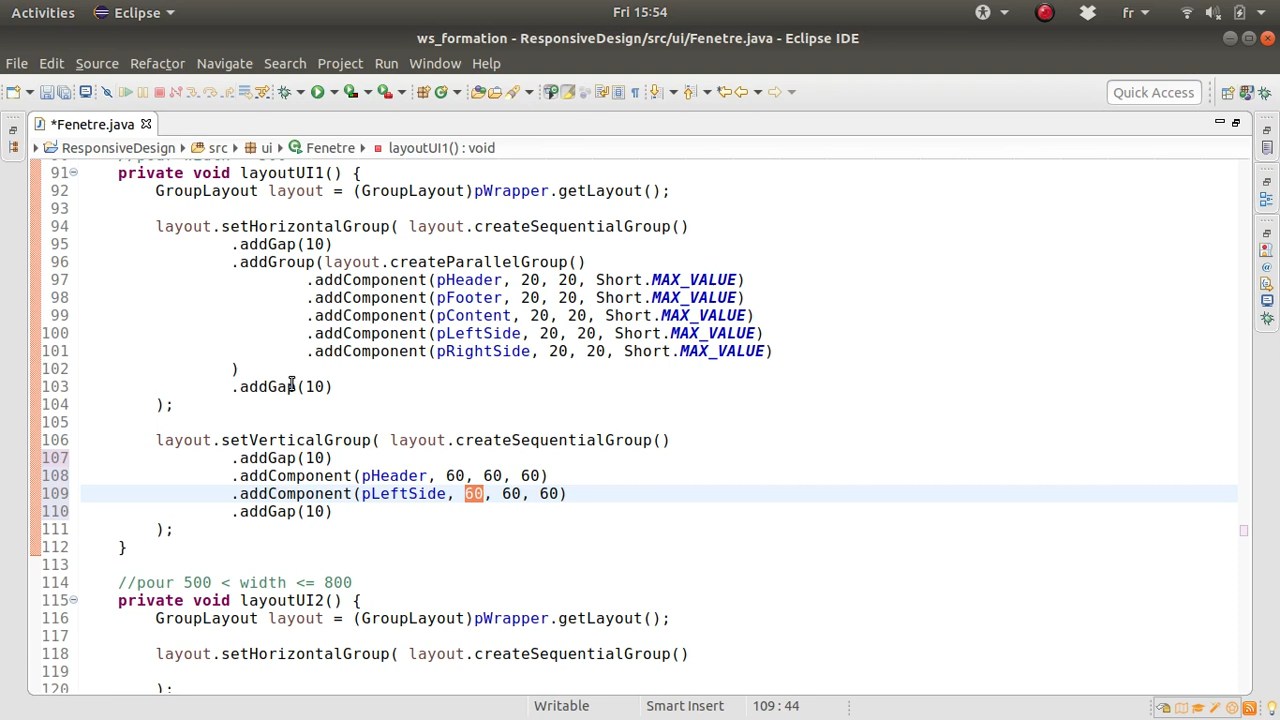 Activities Eclipse Fri 15:54 fr
ws_formation - ResponsiveDesign/src/ui/Fenetre.java - Eclipse IDE
File Edit Source Refactor Navigate Search Project Run Window Help
Quick Access
*Fenetre.java
ResponsiveDesign src ui Fenetre layoutUI1() : void
91 private void layoutUI1() {
92 GroupLayout layout = (GroupLayout)pWrapper.getLayout();
93
94 layout.setHorizontalGroup( layout.createSequentialGroup()
95 .addGap(10)
96 .addGroup(layout.createParallelGroup()
97 .addComponent(pHeader, 20, 20, Short.MAX_VALUE)
98 .addComponent(pFooter, 20, 20, Short.MAX_VALUE)
99 .addComponent(pContent, 20, 20, Short.MAX_VALUE)
100 .addComponent(pLeftSide, 20, 20, Short.MAX_VALUE)
101 .addComponent(pRightSide, 20, 20, Short.MAX_VALUE)
102 )
103 .addGap(10)
104 );
105
106 layout.setVerticalGroup( layout.createSequentialGroup()
107 .addGap(10)
108 .addComponent(pHeader, 60, 60, 60)
109 .addComponent(pLeftSide, 60, 60, 60)
110 .addGap(10)
111 );
112 }
113
114 //pour 500 < width <= 800
115 private void layoutUI2() {
116 GroupLayout layout = (GroupLayout)pWrapper.getLayout();
117
118 layout.setHorizontalGroup( layout.createSequentialGroup()
119
120 );
Writable Smart Insert 109 : 44